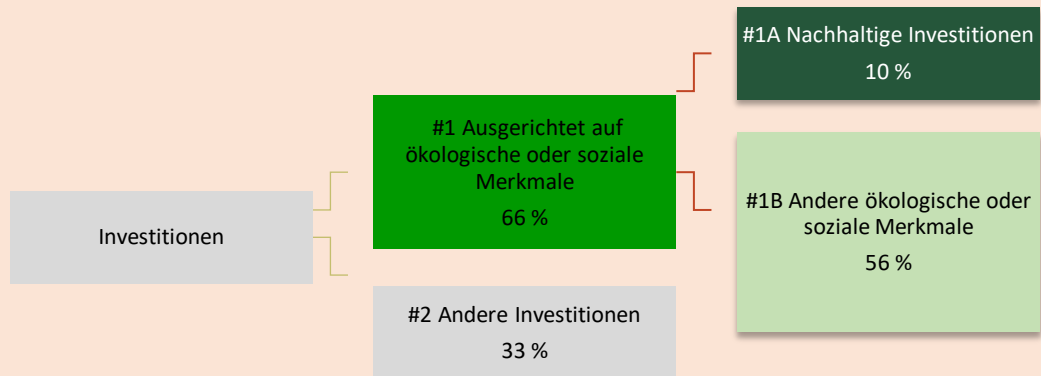 Investitionen
#1 Ausgerichtet auf
ökologische oder soziale
Merkmale
66 %
#2 Andere Investitionen
33 %
#1A Nachhaltige Investitionen
10 %
#1B Andere ökologische oder
soziale Merkmale
56 %